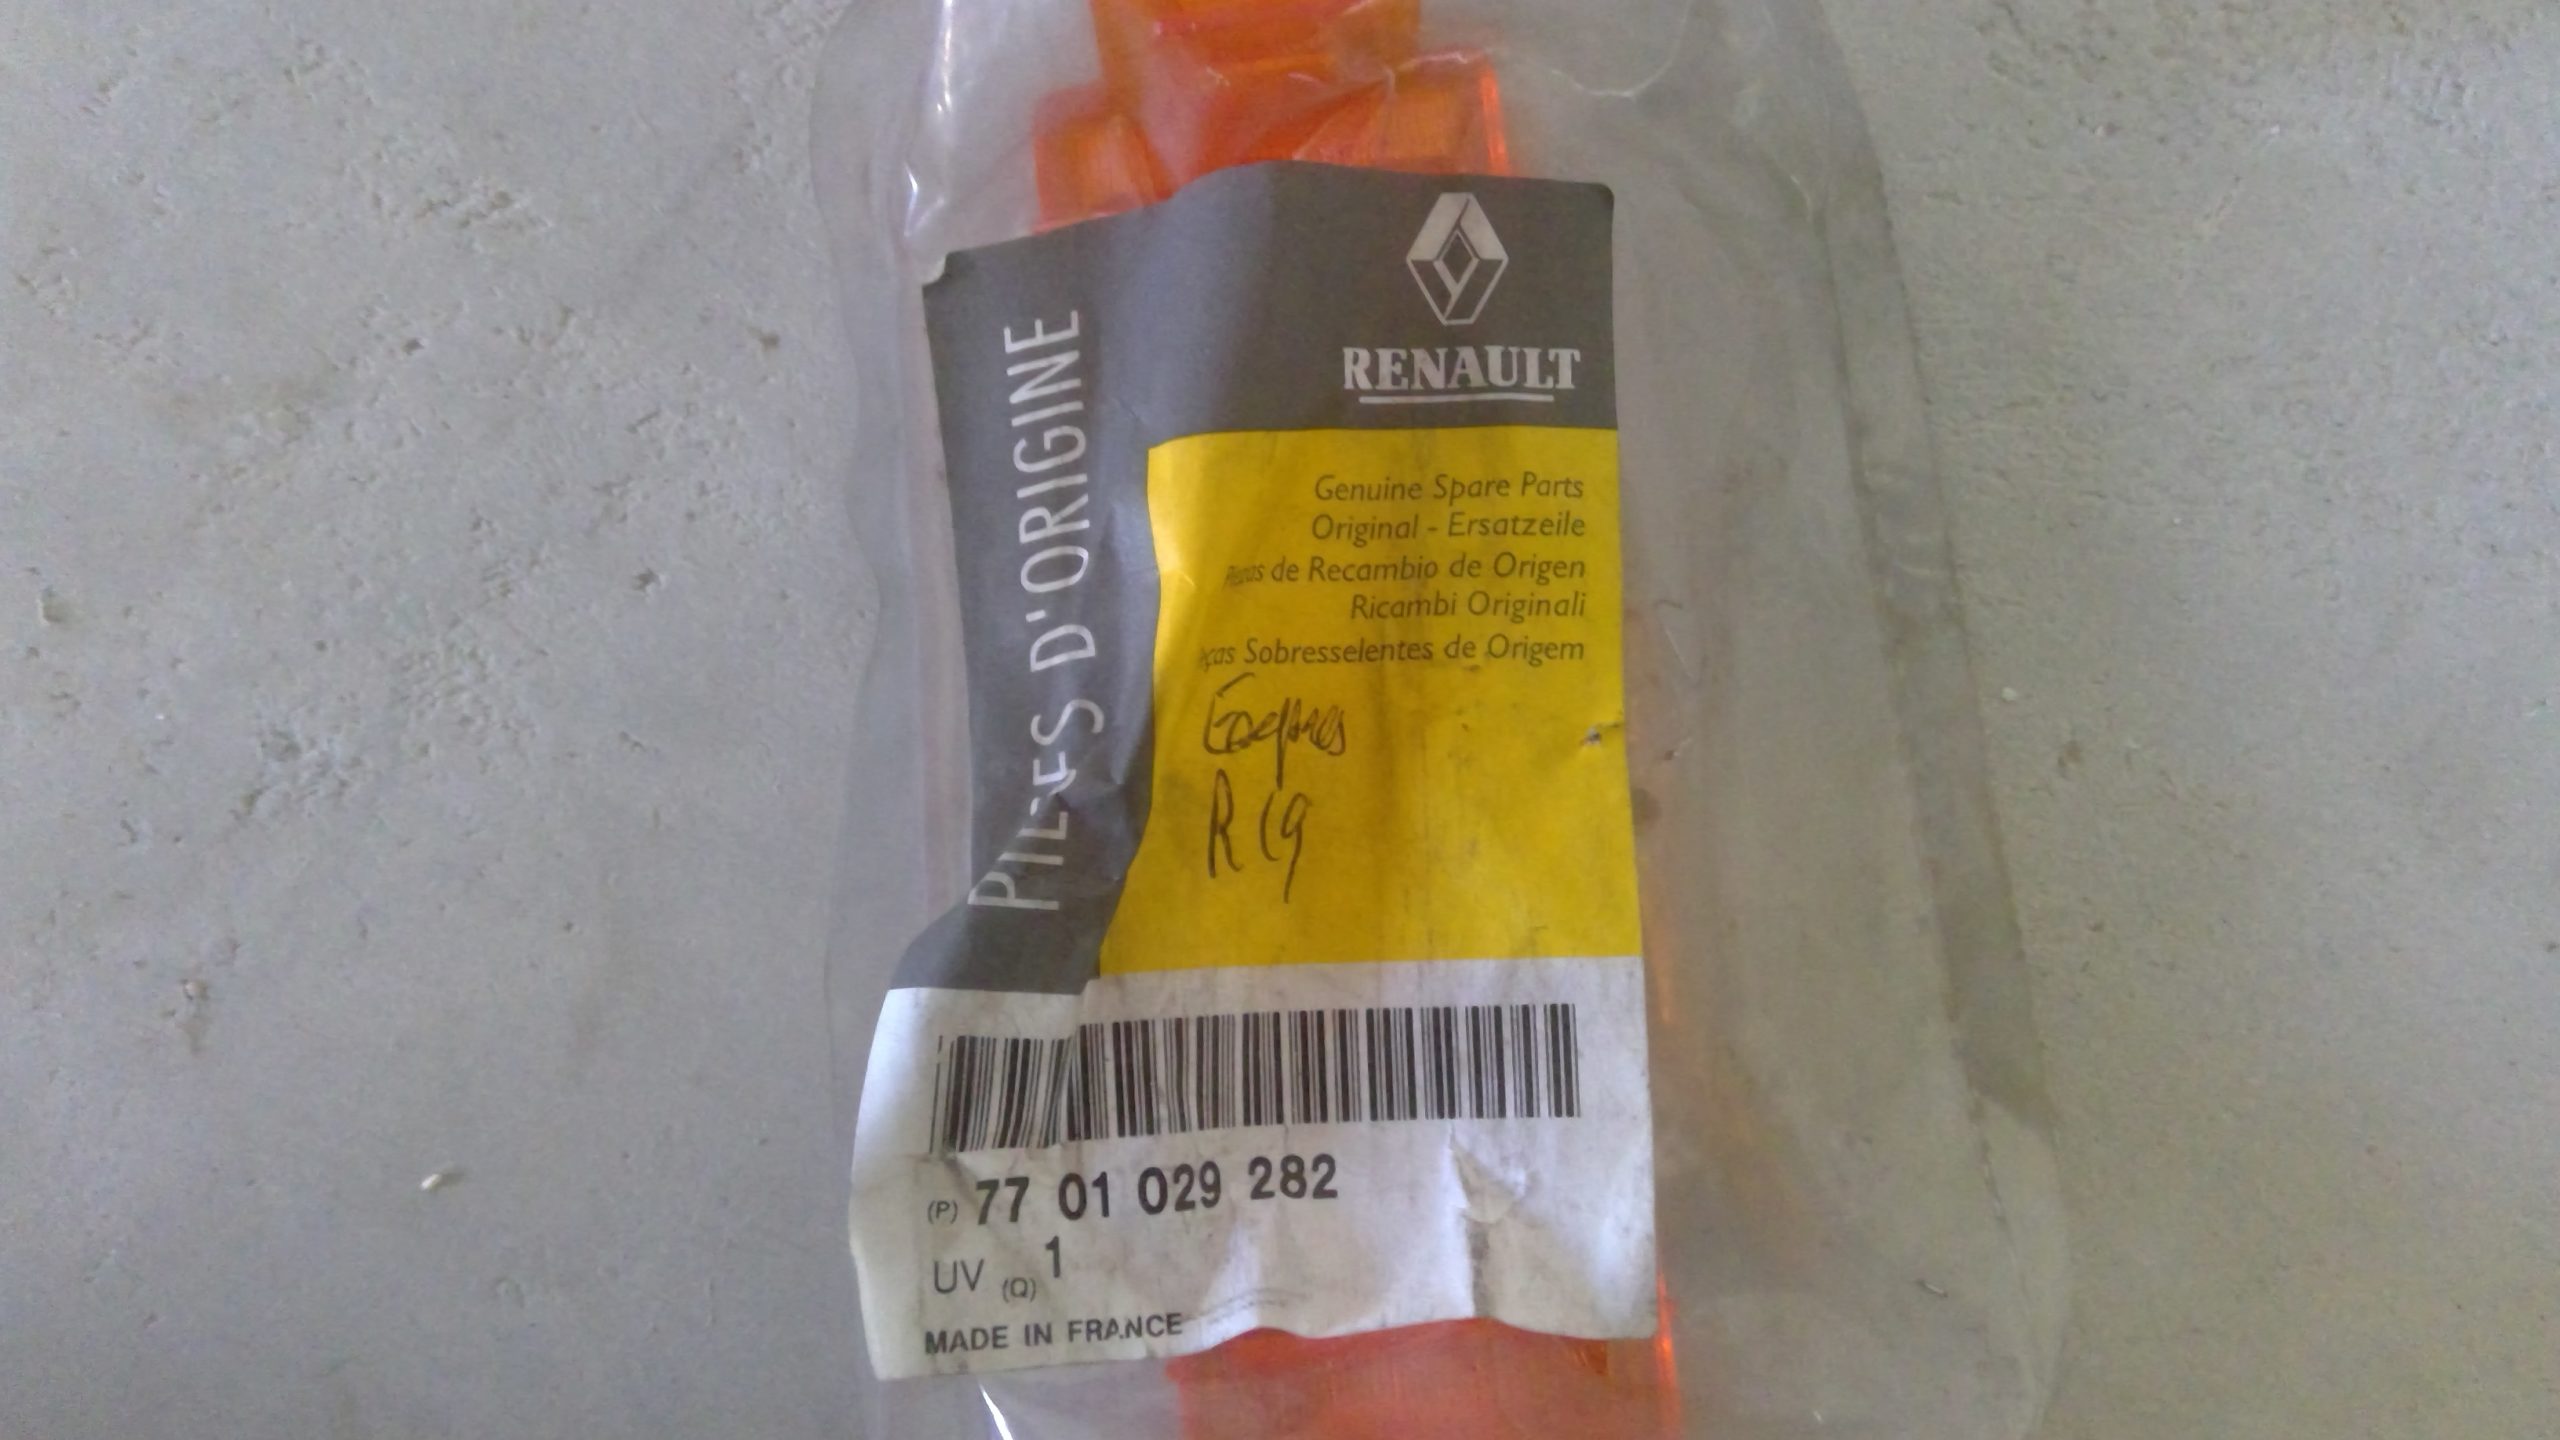 RENAULT
PIÈCES D'ORIGINE
Genuine Spare Parts
Original - Ersatzeile
de Recambio de Origen
Ricambi Originali
Sobresselentes de Origem
R19
(P) 77 01 029 282
UV (Q) 1
MADE IN FRANCE